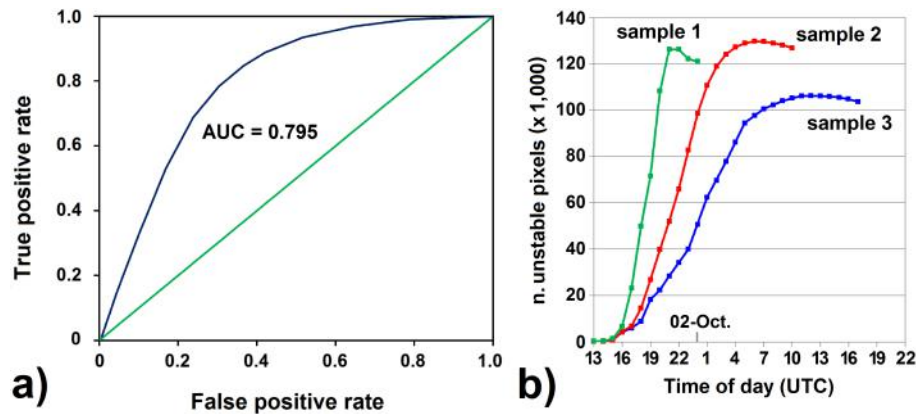 1.0
0.8
0.6
0.4
0.2
0
True positive rate
AUC = 0.795
0 0.2 0.4 0.6 0.8 1.0
False positive rate
a)
140
120
100
80
60
40
20
0
n. unstable pixels (x 1,000)
sample 1
sample 2
sample 3
02-Oct.
13 16 19 22 1 4 7 10 13 16 19 22
Time of day (UTC)
b)